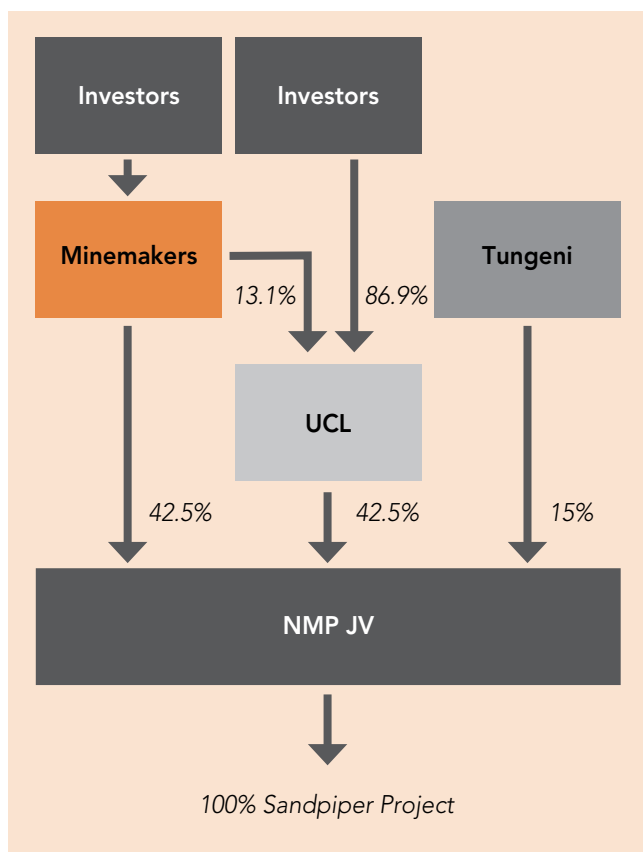 Investors
Investors
Minemakers
Tungeni
13.1%
86.9%
UCL
42.5%
42.5%
15%
NMP JV
100% Sandpiper Project